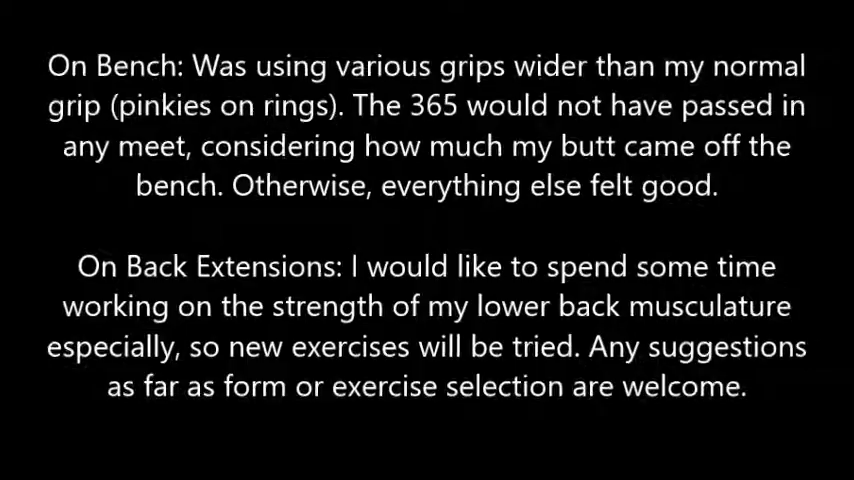 On Bench: Was using various grips wider than my normal
grip (pinkies on rings). The 365 would not have passed in
any meet, considering how much my butt came off the
bench. Otherwise, everything else felt good.
On Back Extensions: I would like to spend some time
working on the strength of my lower back musculature
especially, so new exercises will be tried. Any suggestions
as far as form or exercise selection are welcome.